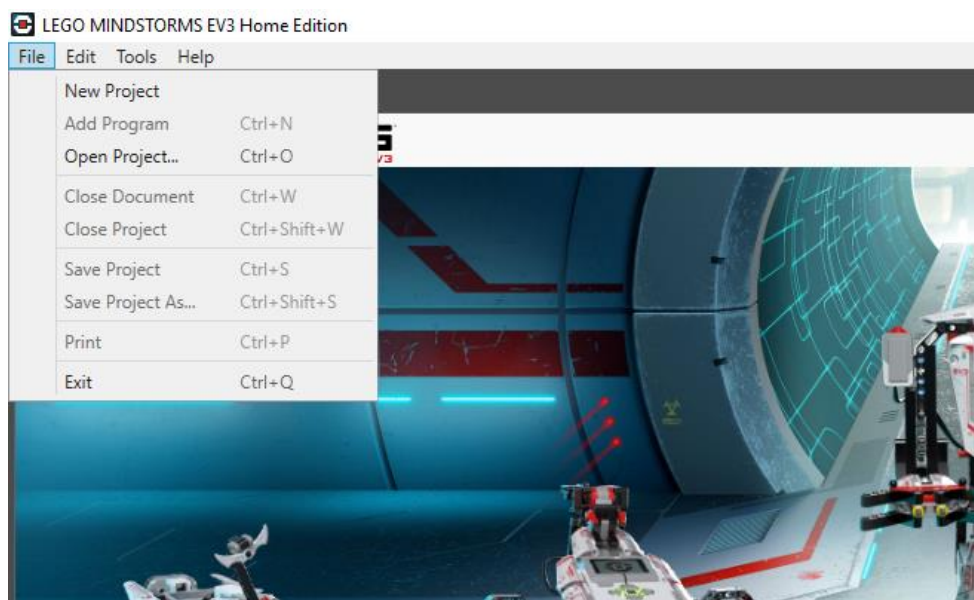 LEGO MINDSTORMS EV3 Home Edition
File Edit Tools Help
New Project
Add Program Ctrl+N
Open Project... Ctrl+O
Close Document Ctrl+W
Close Project Ctrl+Shift+W
Save Project Ctrl+S
Save Project As... Ctrl+Shift+S
Print Ctrl+P
Exit Ctrl+Q